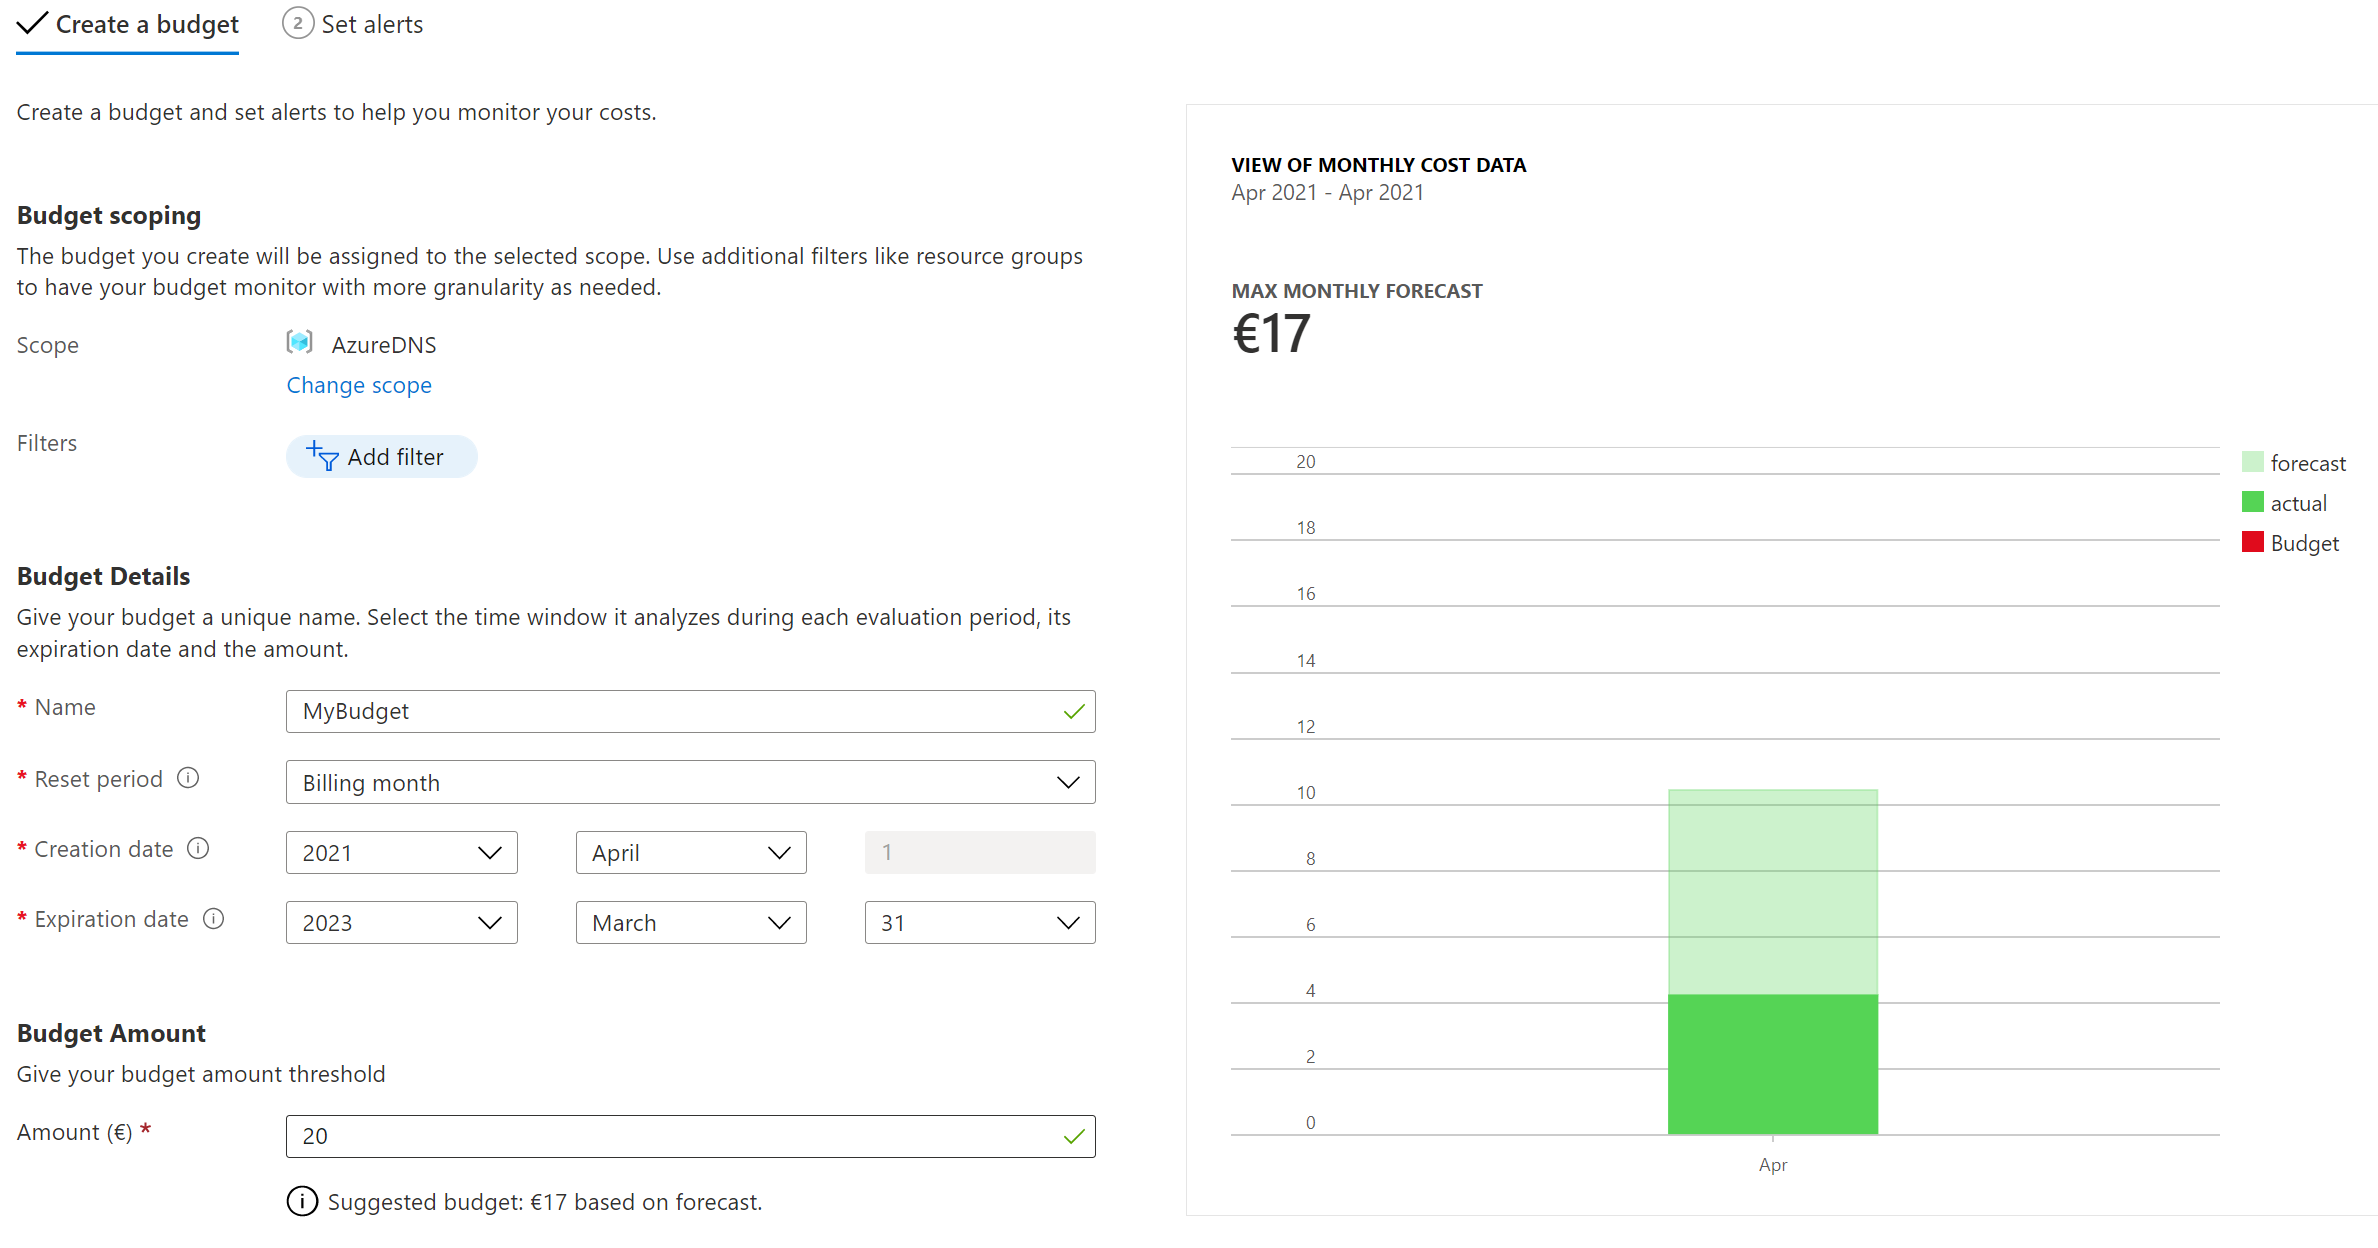 Create a budget
2 Set alerts
Create a budget and set alerts to help you monitor your costs.
Budget scoping
The budget you create will be assigned to the selected scope. Use additional filters like resource groups
to have your budget monitor with more granularity as needed.
Scope
AzureDNS
Change scope
Filters
Add filter
Budget Details
Give your budget a unique name. Select the time window it analyzes during each evaluation period, its
expiration date and the amount.
* Name
MyBudget
* Reset period
Billing month
* Creation date
2021
April
1
* Expiration date
2023
March
31
Budget Amount
Give your budget amount threshold
Amount (€) *
20
Suggested budget: €17 based on forecast.
VIEW OF MONTHLY COST DATA
Apr 2021 - Apr 2021
MAX MONTHLY FORECAST
€17
20
18
16
14
12
10
8
6
4
2
0
Apr
forecast
actual
Budget